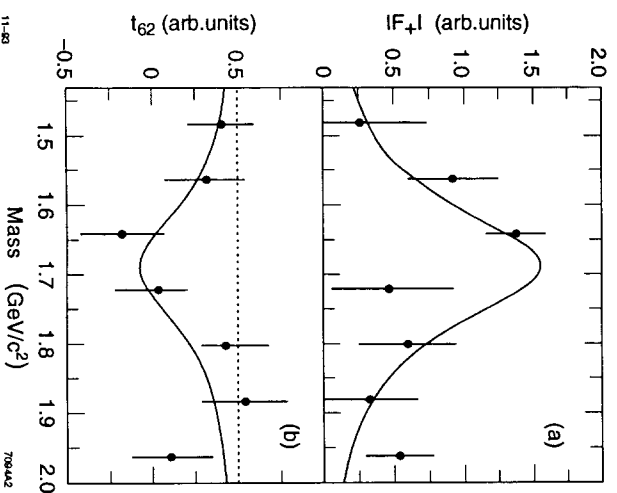 2.0
1.5
1.0
0.5
0
|F₊| (arb.units)
(a)
0.5
0
−0.5
t₆₂ (arb.units)
(b)
1.5 1.6 1.7 1.8 1.9 2.0
Mass (GeV/c²)
11–83
7094A2